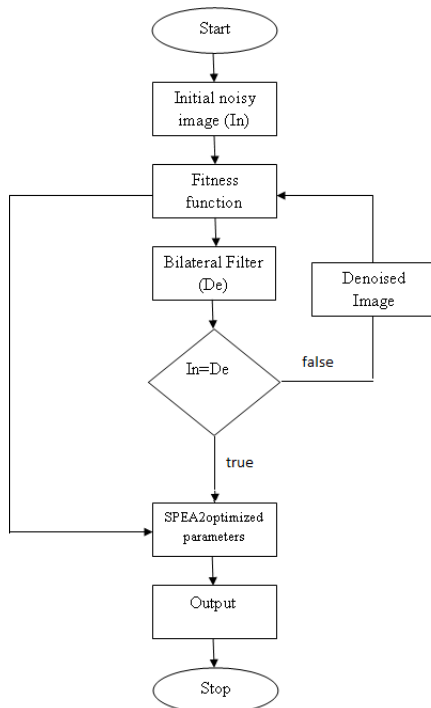 Start
Initial noisy
image (In)
Fitness
function
Bilateral Filter
(De)
Denoised
Image
In=De
false
true
SPEA2optimized
parameters
Output
Stop